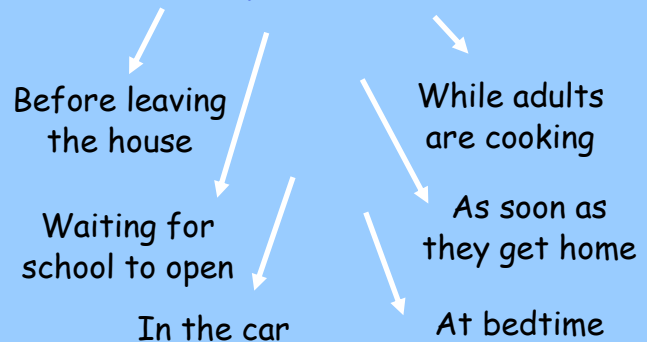 Before leaving
the house
While adults
are cooking
Waiting for
school to open
As soon as
they get home
In the car
At bedtime